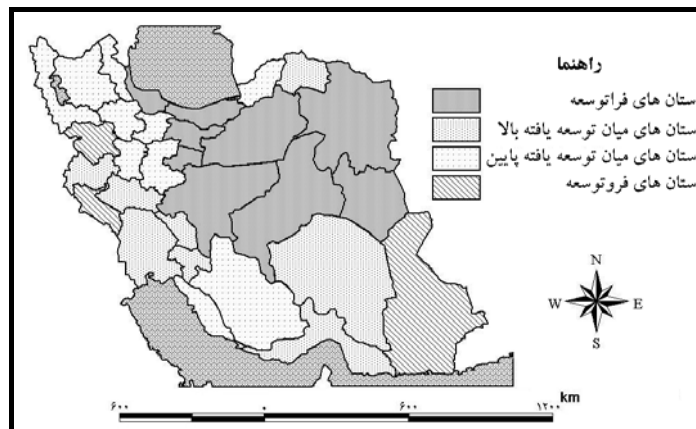 راهنما
ستان های فراتوسعه
ستان های میان توسعه یافته بالا
ستان های میان توسعه یافته پایین
ستان های فروتوسعه
N
W E
S
km
۶۰۰ ۰ ۶۰۰ ۱۲۰۰